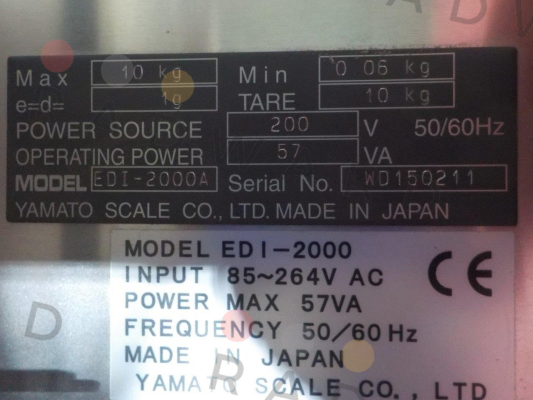 Max 10 kg Min 0.06 kg
e=d= 1g TARE 10 kg
POWER SOURCE 200 V 50/60Hz
OPERATING POWER 57 VA
MODEL EDI-2000A Serial No. WD150211
YAMATO SCALE CO., LTD. MADE IN JAPAN
MODEL EDI-2000
INPUT 85~264V AC
POWER MAX 57VA
FREQUENCY 50/60 Hz
MADE IN JAPAN
YAMATO SCALE CO., LTD
CE